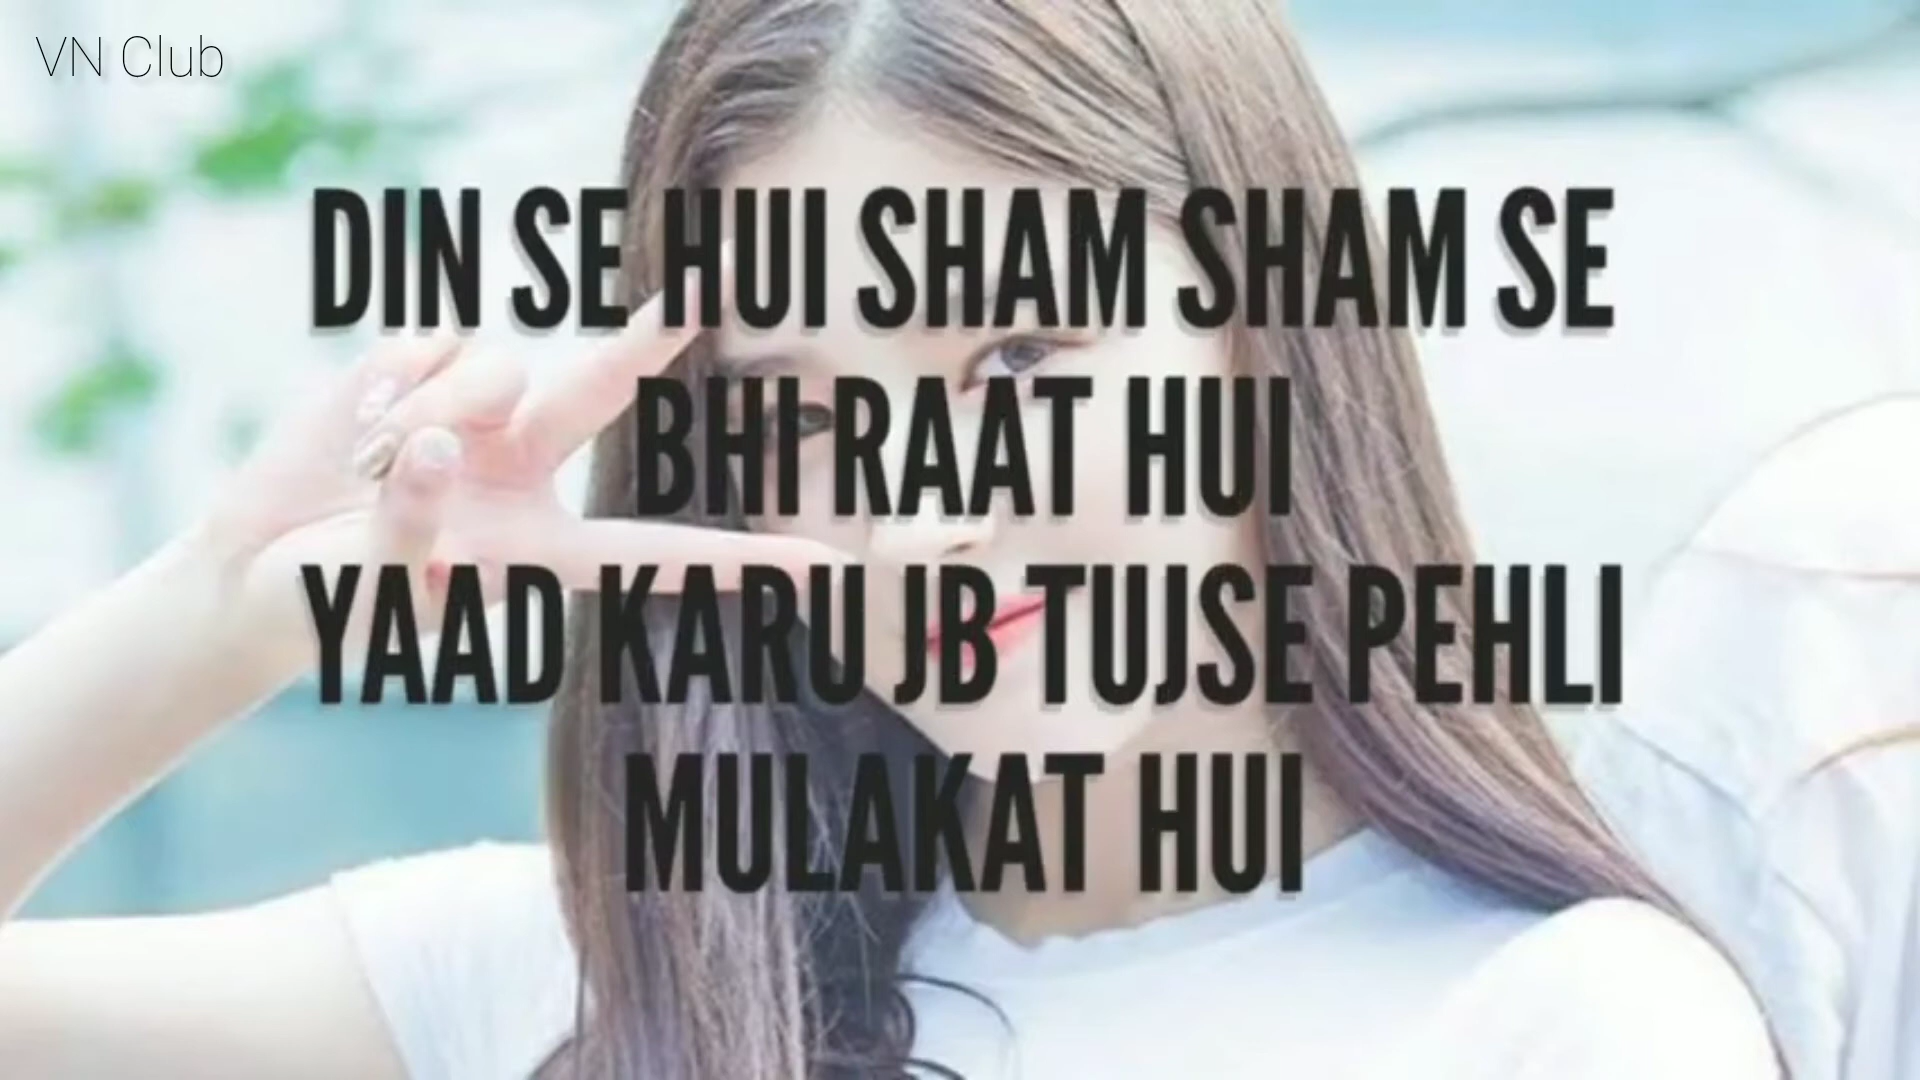 VN Club
DIN SE HUI SHAM SHAM SE
BHI RAAT HUI
YAAD KARU JB TUJSE PEHLI
MULAKAT HUI